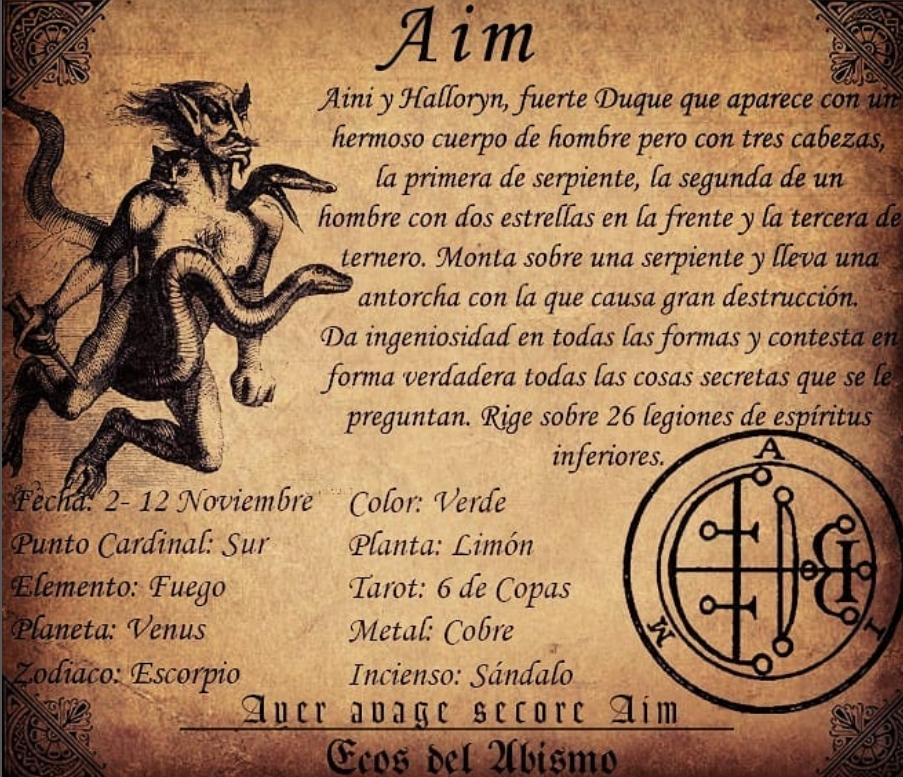 Aim
Aini y Halloryn, fuerte Duque que aparece con un
hermoso cuerpo de hombre pero con tres cabezas,
la primera de serpiente, la segunda de un
hombre con dos estrellas en la frente y la tercera de
ternero. Monta sobre una serpiente y lleva una
antorcha con la que causa gran destrucción.
Da ingeniosidad en todas las formas y contesta en
forma verdadera todas las cosas secretas que se le
preguntan. Rige sobre 26 legiones de espíritus
inferiores.
Fecha: 2- 12 Noviembre
Punto Cardinal: Sur
Elemento: Fuego
Planeta: Venus
Zodiaco: Escorpio
Color: Verde
Planta: Limón
Tarot: 6 de Copas
Metal: Cobre
Incienso: Sándalo
A I M
Ayer avage secore Aim
Ecos del Abismo